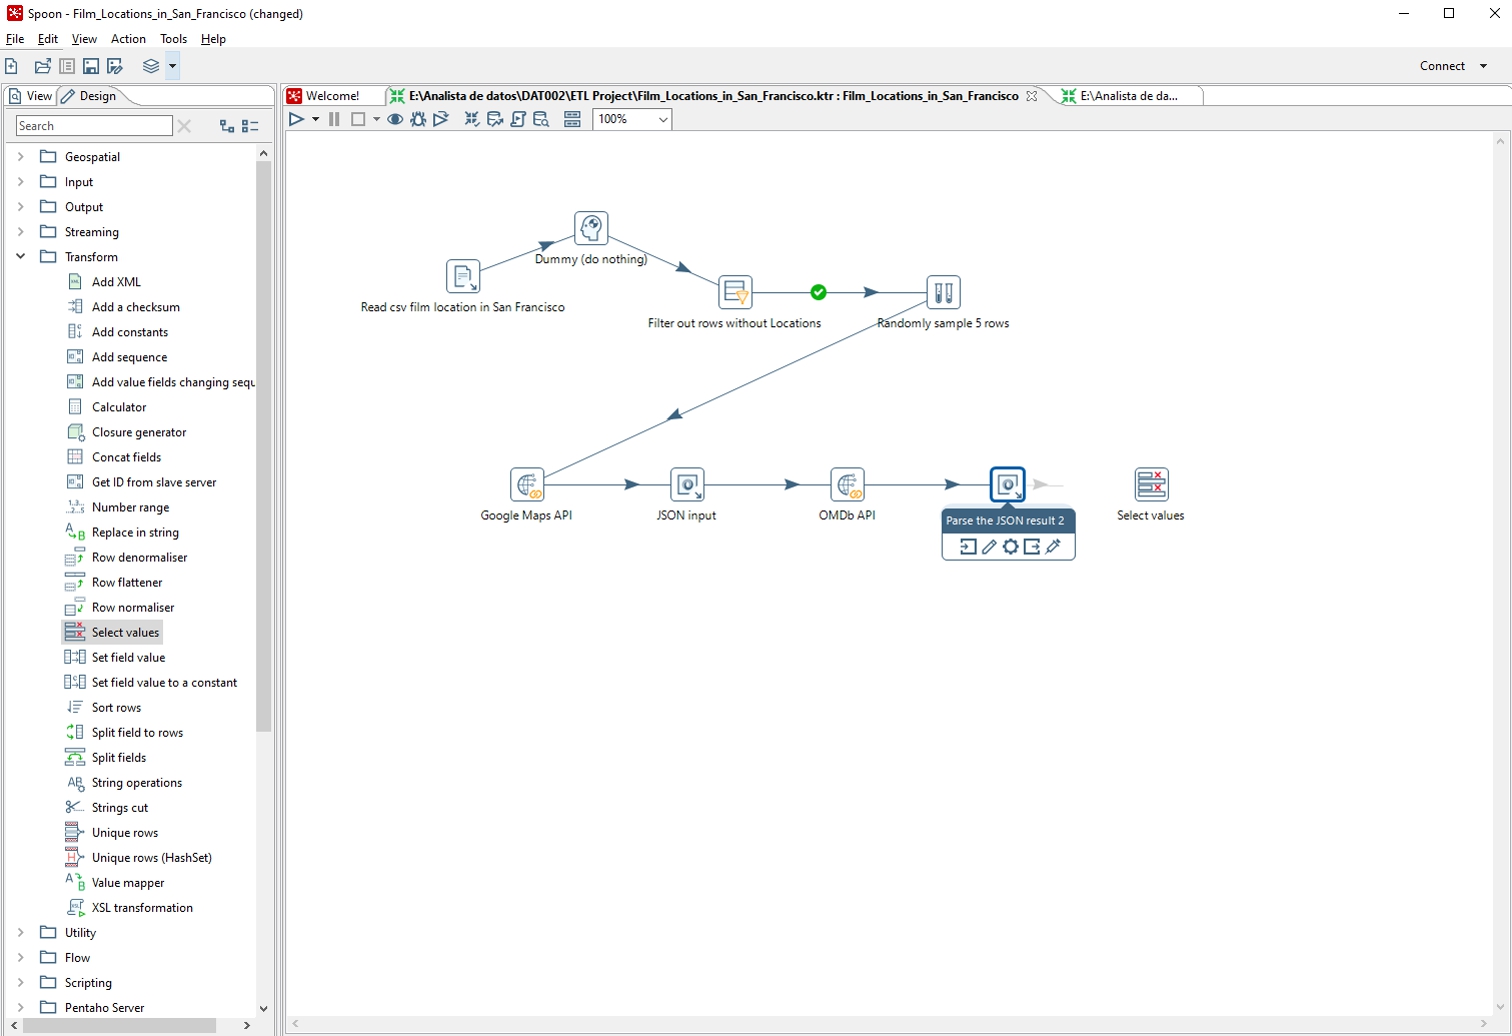 Spoon - Film_Locations_in_San_Francisco (changed)
File Edit View Action Tools Help
Connect
View Design
Welcome! E:\Analista de datos\DAT002\ETL Project\Film_Locations_in_San_Francisco.ktr : Film_Locations_in_San_Francisco E:\Analista de da...
Search
100%
Geospatial
Input
Output
Streaming
Transform
Add XML
Add a checksum
Add constants
Add sequence
Add value fields changing sequ
Calculator
Closure generator
Concat fields
Get ID from slave server
Number range
Replace in string
Row denormaliser
Row flattener
Row normaliser
Select values
Set field value
Set field value to a constant
Sort rows
Split field to rows
Split fields
String operations
Strings cut
Unique rows
Unique rows (HashSet)
Value mapper
XSL transformation
Utility
Flow
Scripting
Pentaho Server
Dummy (do nothing)
Read csv film location in San Francisco
Filter out rows without Locations
Randomly sample 5 rows
Google Maps API
JSON input
OMDb API
Parse the JSON result 2
Select values